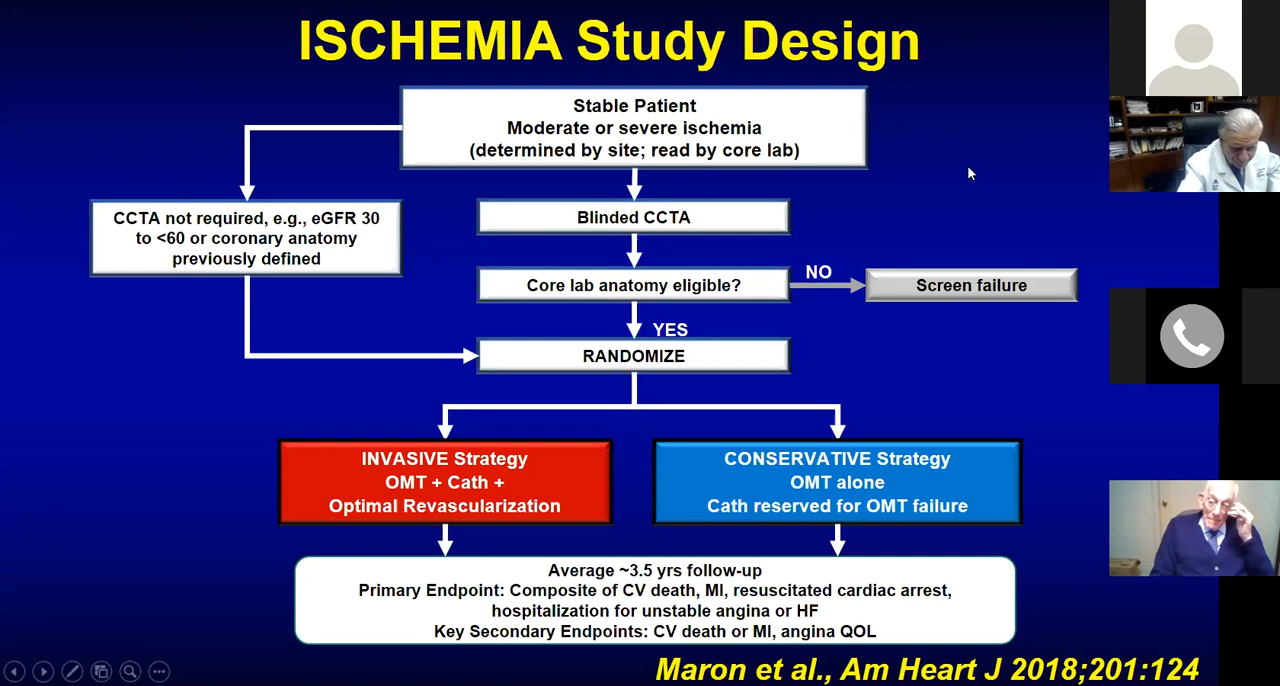 ISCHEMIA Study Design
Stable Patient
Moderate or severe ischemia
(determined by site; read by core lab)
CCTA not required, e.g., eGFR 30
to <60 or coronary anatomy
previously defined
Blinded CCTA
Core lab anatomy eligible?
NO
Screen failure
YES
RANDOMIZE
INVASIVE Strategy
OMT + Cath +
Optimal Revascularization
CONSERVATIVE Strategy
OMT alone
Cath reserved for OMT failure
Average ~3.5 yrs follow-up
Primary Endpoint: Composite of CV death, MI, resuscitated cardiac arrest,
hospitalization for unstable angina or HF
Key Secondary Endpoints: CV death or MI, angina QOL
Maron et al., Am Heart J 2018;201:124